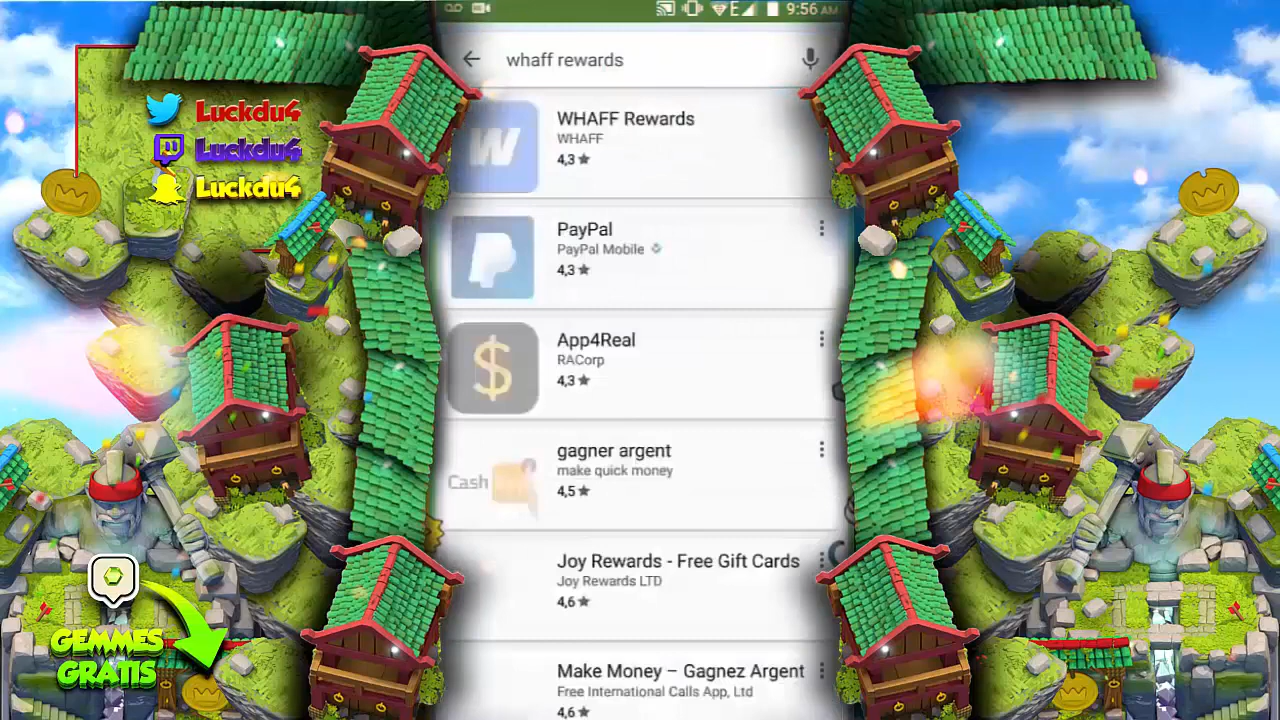 9:56 AM
whaff rewards
Luckdu4
Luckdu4
Luckdu4
W
WHAFF Rewards
WHAFF
4,3
PayPal
PayPal Mobile
4,3
$
App4Real
RACorp
4,3
Cash
gagner argent
make quick money
4,5
Joy Rewards - Free Gift Cards
Joy Rewards LTD
4,6
Make Money – Gagnez Argent
Free International Calls App, Ltd
4,6
GEMMES
GRATIS